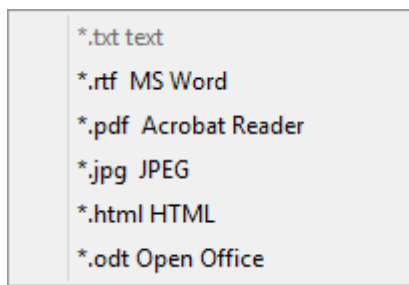 *.txt text
*.rtf  MS Word
*.pdf  Acrobat Reader
*.jpg  JPEG
*.html HTML
*.odt Open Office